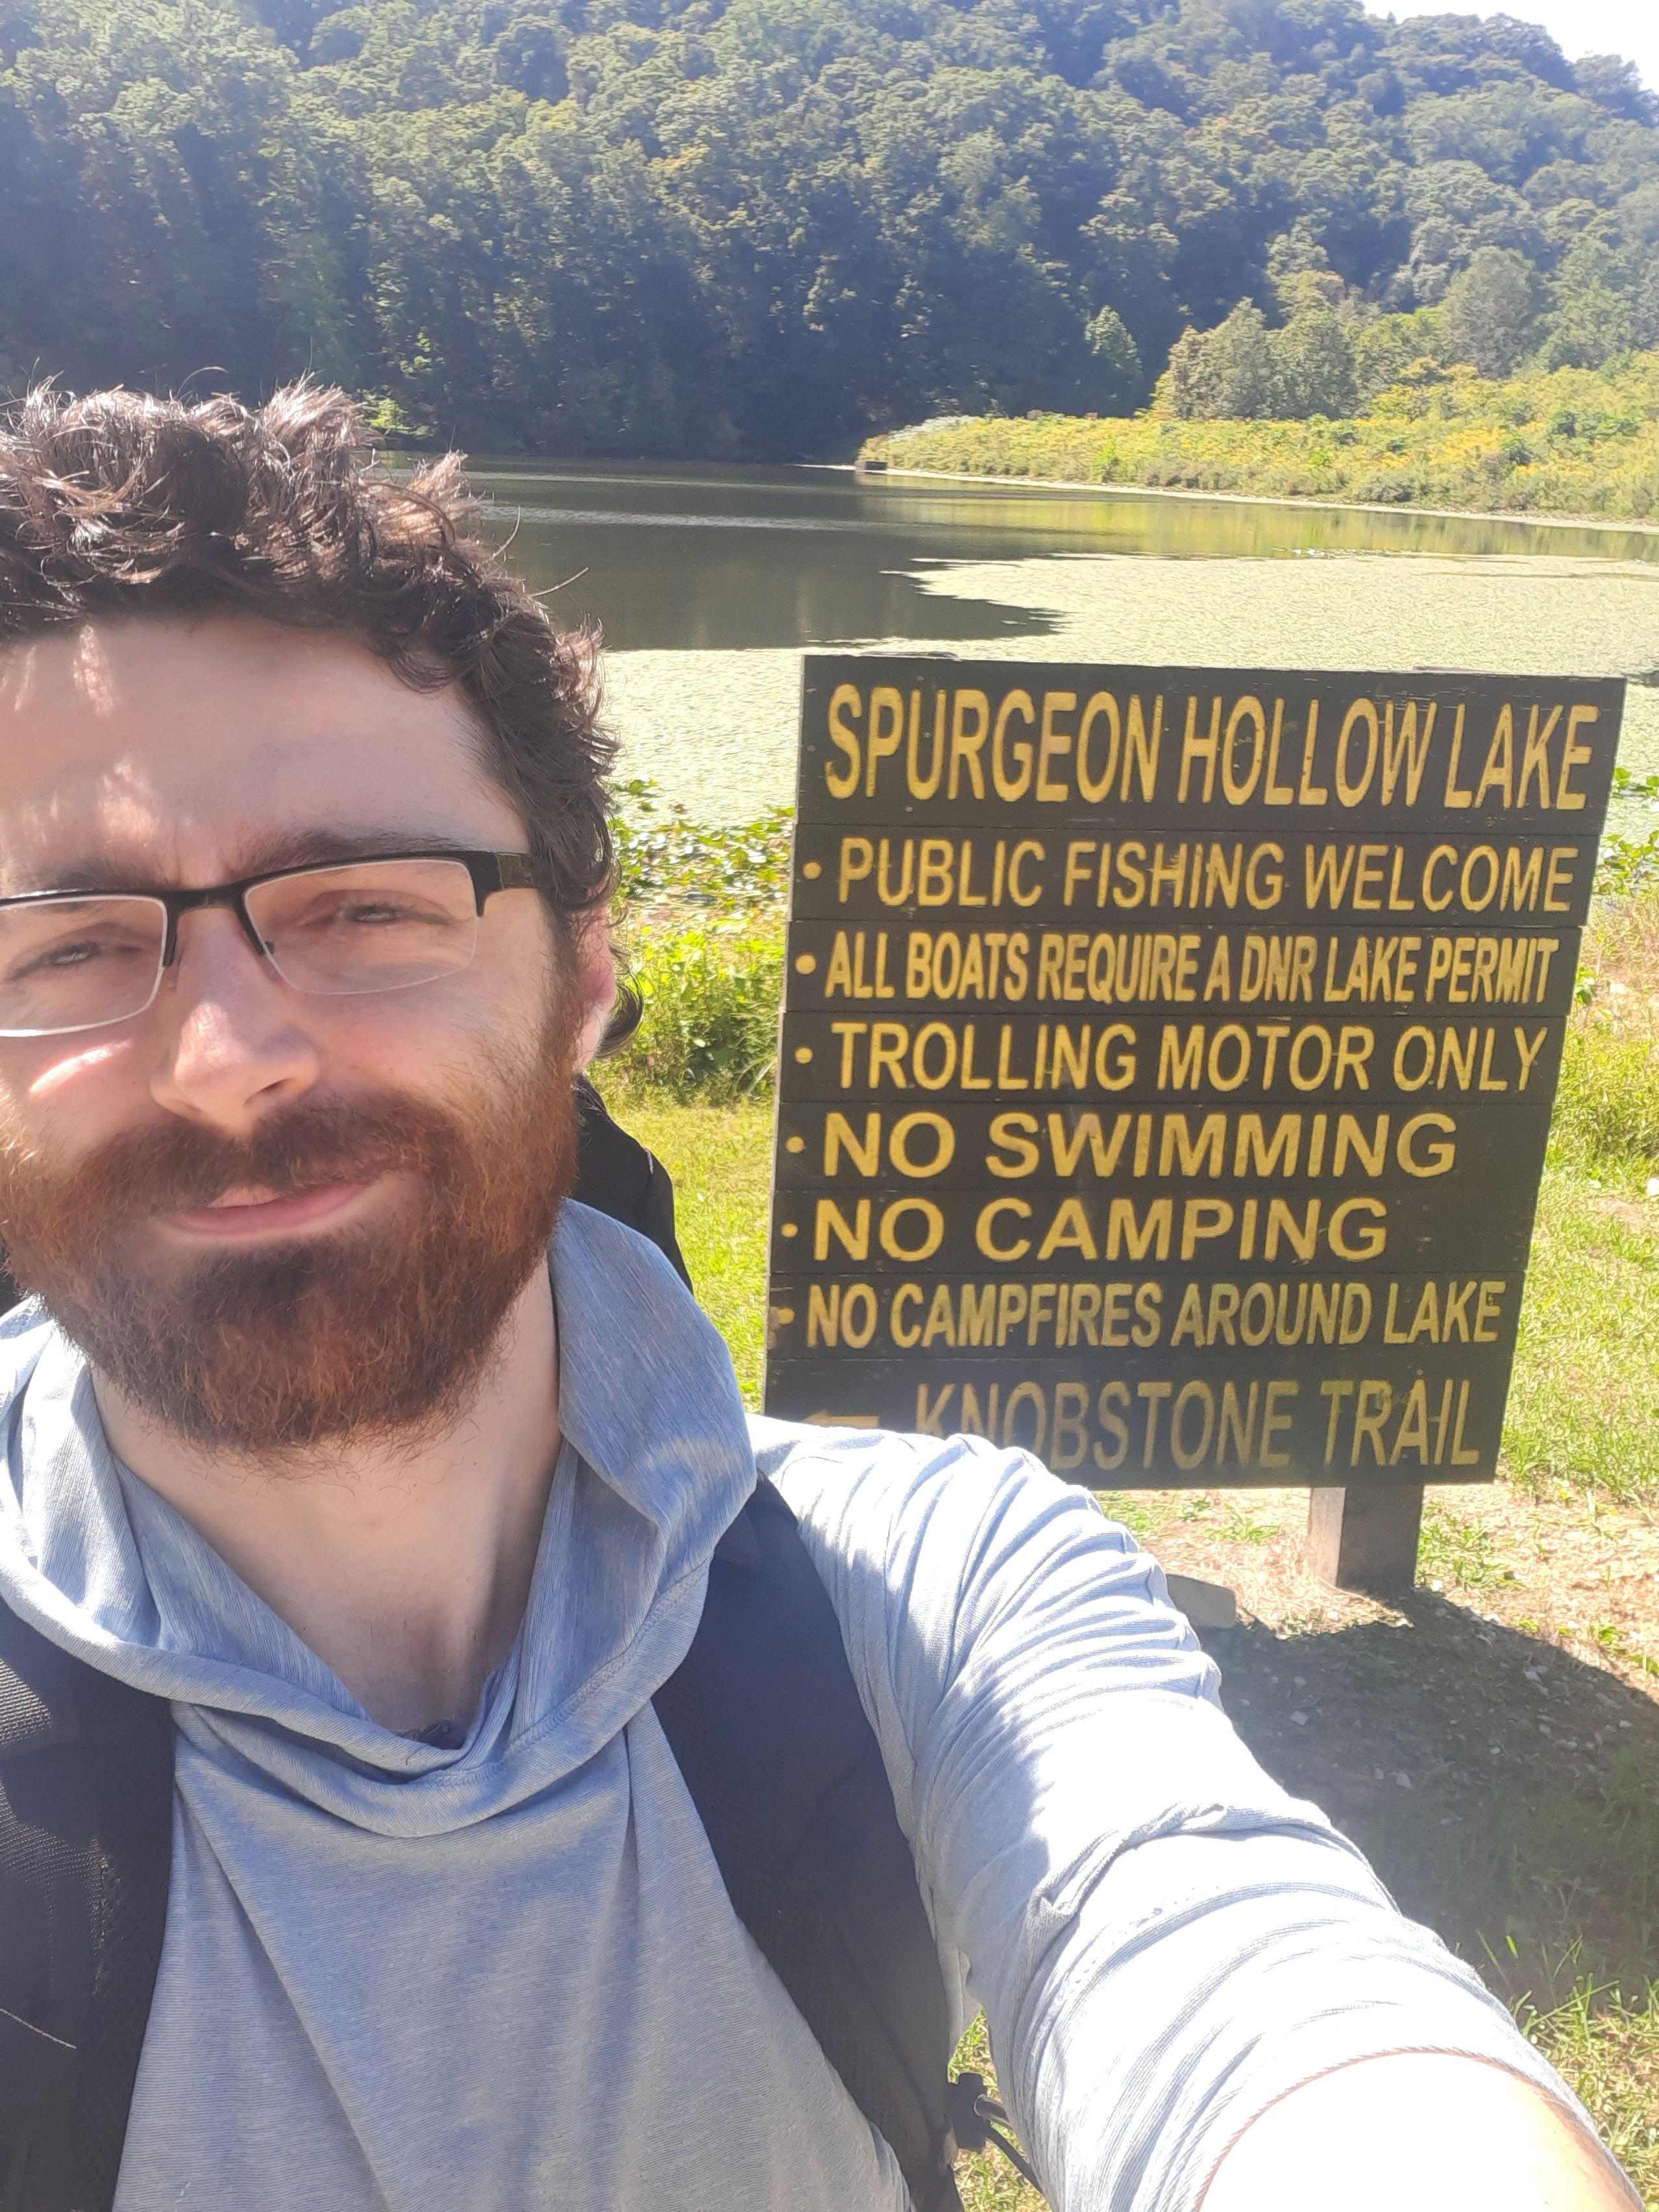 SPURGEON HOLLOW LAKE
• PUBLIC FISHING WELCOME
• ALL BOATS REQUIRE A DNR LAKE PERMIT
• TROLLING MOTOR ONLY
• NO SWIMMING
• NO CAMPING
• NO CAMPFIRES AROUND LAKE
← KNOBSTONE TRAIL